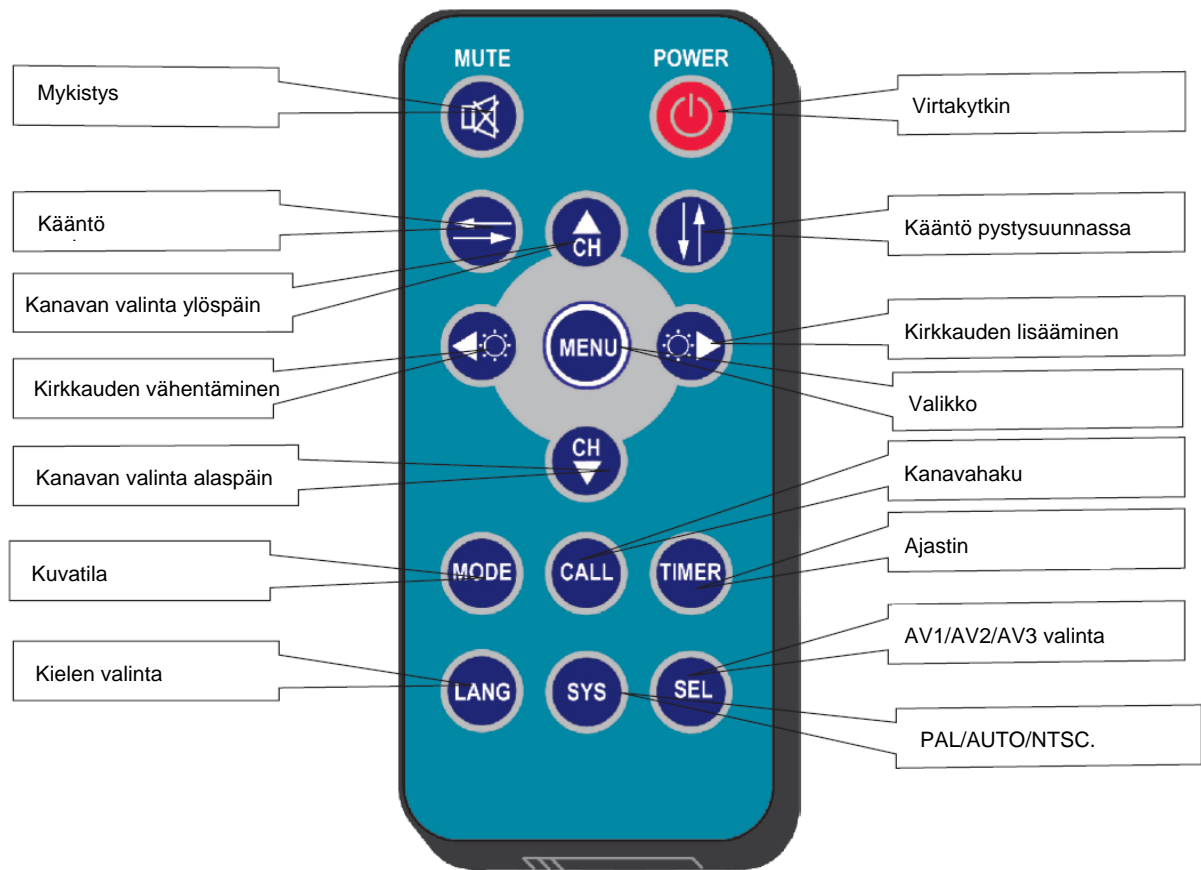 MUTE POWER
Mykistys
Virtakytkin
Kääntö
Kääntö pystysuunnassa
CH
Kanavan valinta ylöspäin
Kirkkauden lisääminen
MENU
Kirkkauden vähentäminen
Valikko
CH
Kanavan valinta alaspäin
Kanavahaku
Ajastin
Kuvatila
MODE CALL TIMER
AV1/AV2/AV3 valinta
Kielen valinta
LANG SYS SEL
PAL/AUTO/NTSC.